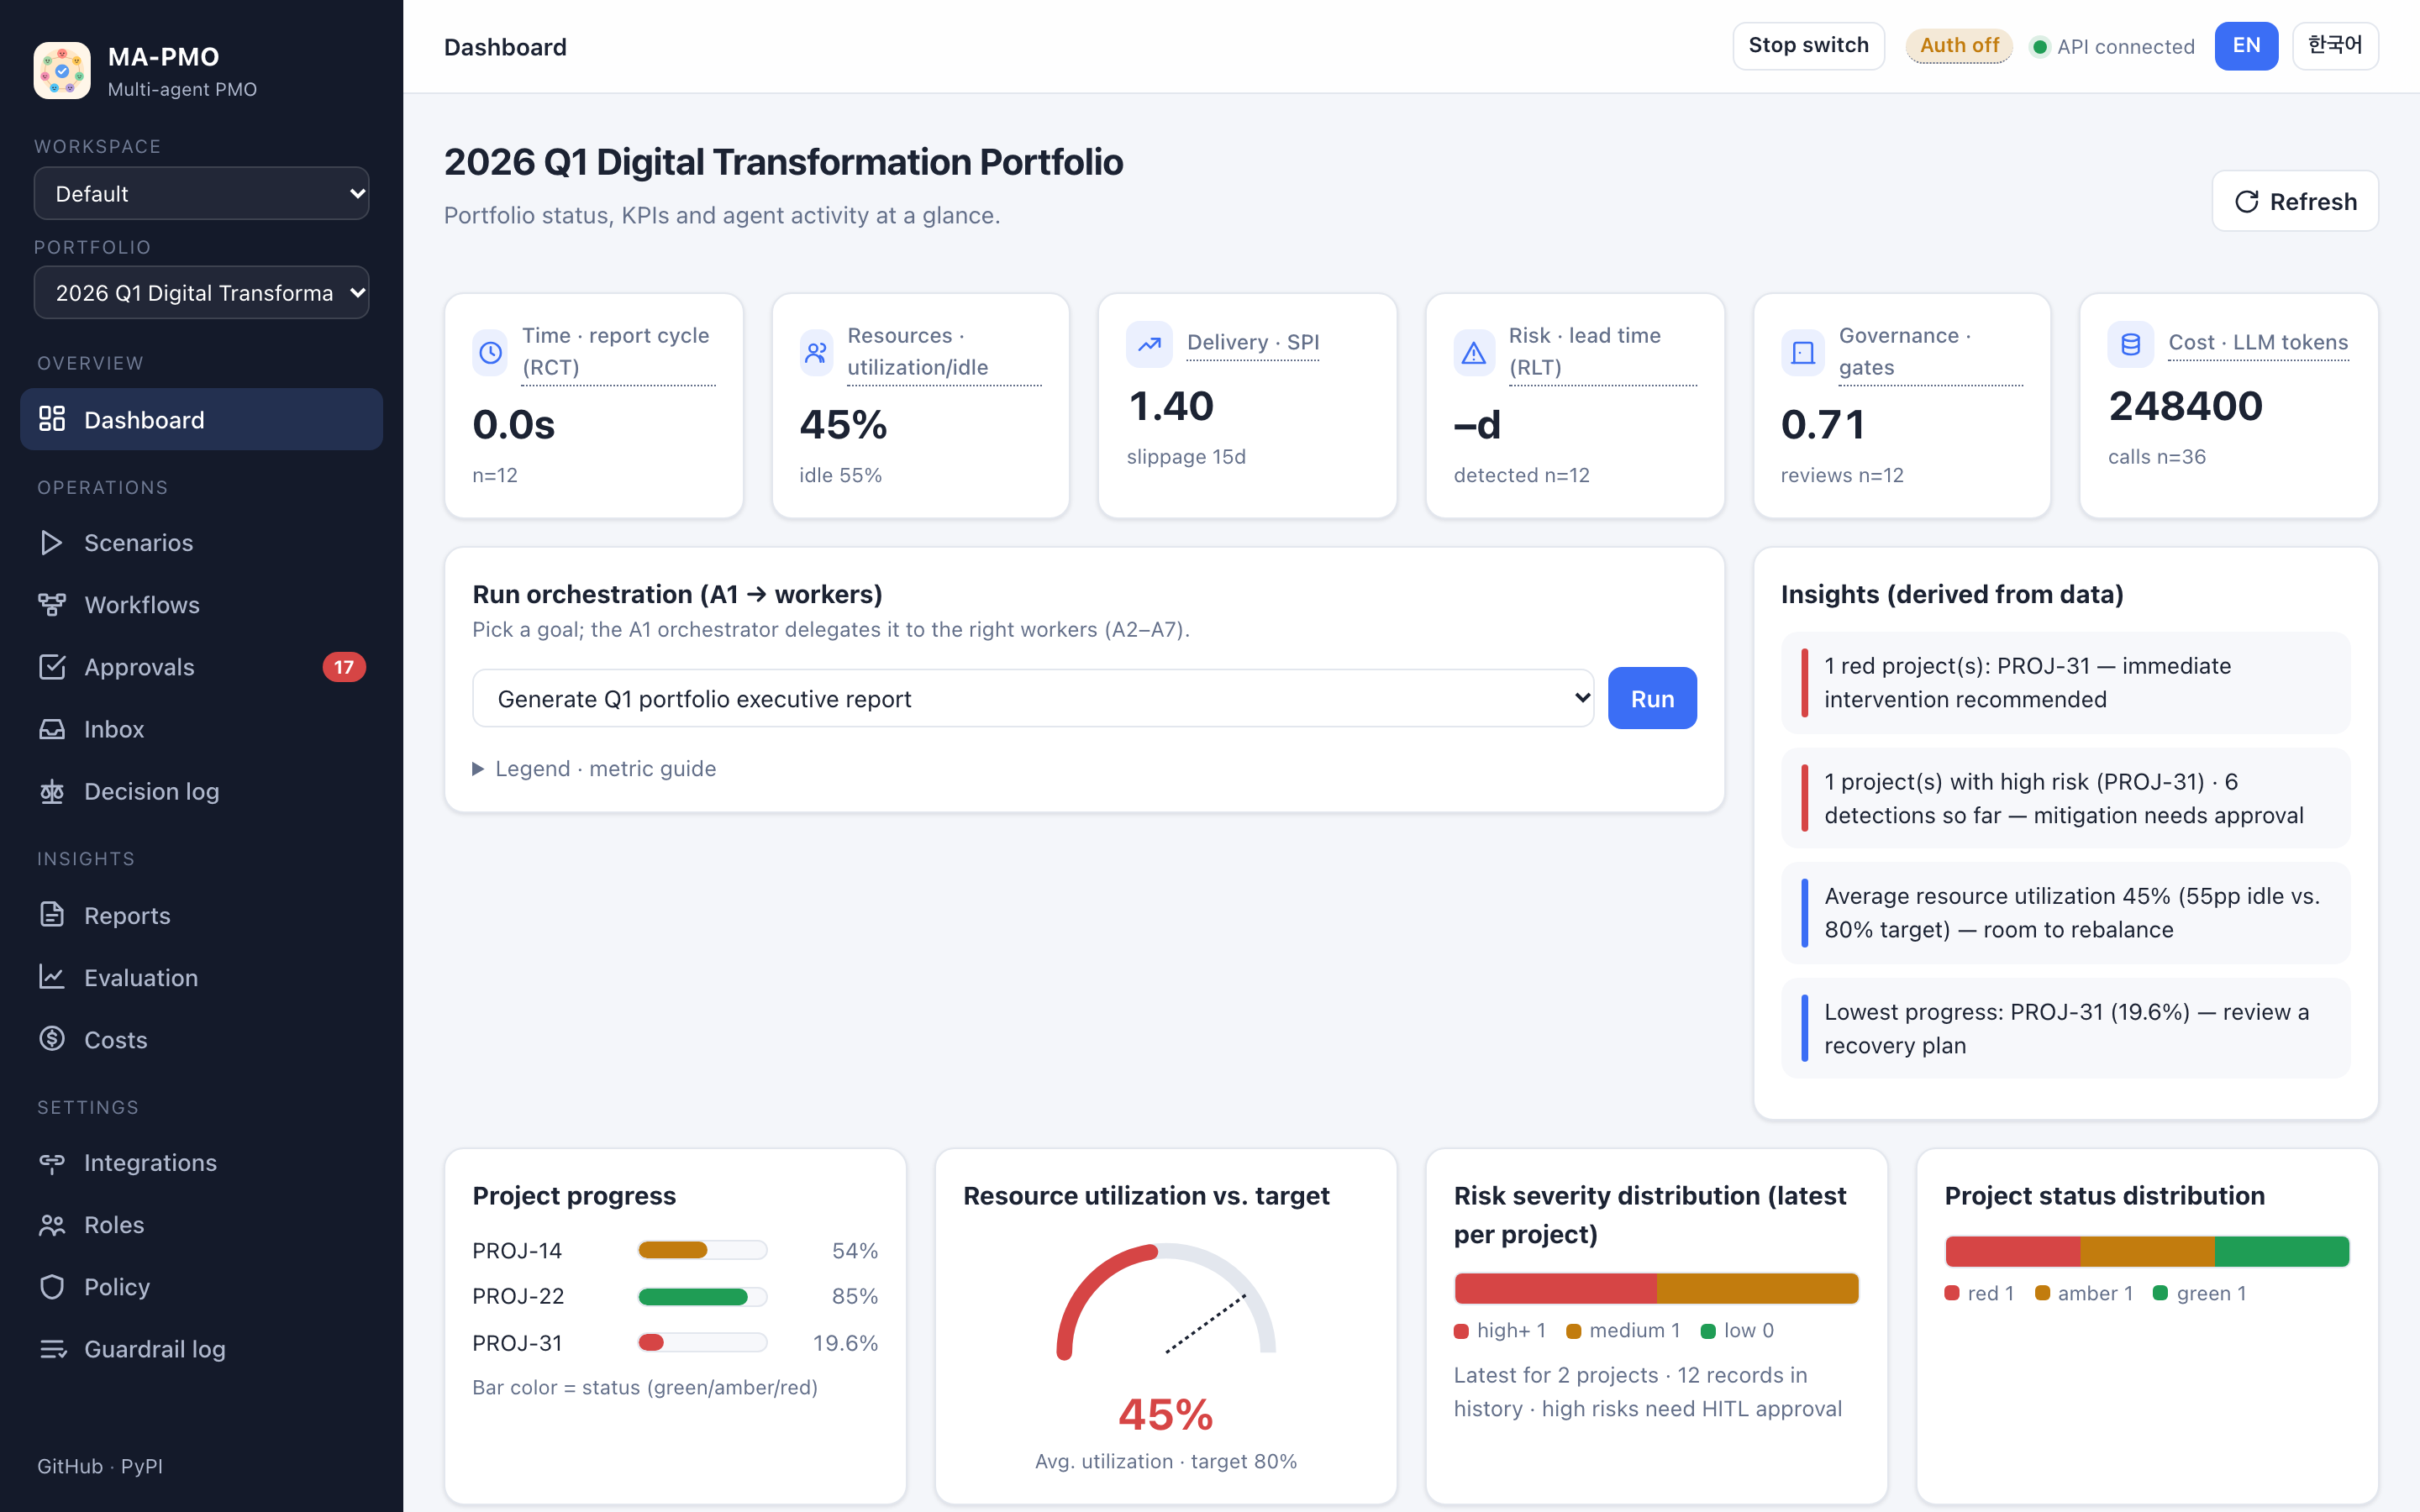 MA-PMO
Multi-agent PMO
WORKSPACE
Default
PORTFOLIO
2026 Q1 Digital Transforma
OVERVIEW
Dashboard
OPERATIONS
Scenarios
Workflows
Approvals
17
Inbox
Decision log
INSIGHTS
Reports
Evaluation
Costs
SETTINGS
Integrations
Roles
Policy
Guardrail log
GitHub · PyPI
Dashboard
Stop switch
Auth off
API connected
EN
한국어
2026 Q1 Digital Transformation Portfolio
Portfolio status, KPIs and agent activity at a glance.
Refresh
Time · report cycle
(RCT)
0.0s
n=12
Resources ·
utilization/idle
45%
idle 55%
Delivery · SPI
1.40
slippage 15d
Risk · lead time
(RLT)
–d
detected n=12
Governance ·
gates
0.71
reviews n=12
Cost · LLM tokens
248400
calls n=36
Run orchestration (A1 → workers)
Pick a goal; the A1 orchestrator delegates it to the right workers (A2–A7).
Generate Q1 portfolio executive report
Run
Legend · metric guide
Insights (derived from data)
1 red project(s): PROJ-31 — immediate
intervention recommended
1 project(s) with high risk (PROJ-31) · 6
detections so far — mitigation needs approval
Average resource utilization 45% (55pp idle vs.
80% target) — room to rebalance
Lowest progress: PROJ-31 (19.6%) — review a
recovery plan
Project progress
PROJ-14 54%
PROJ-22 85%
PROJ-31 19.6%
Bar color = status (green/amber/red)
Resource utilization vs. target
45%
Avg. utilization · target 80%
Risk severity distribution (latest
per project)
high+ 1 medium 1 low 0
Latest for 2 projects · 12 records in
history · high risks need HITL approval
Project status distribution
red 1 amber 1 green 1